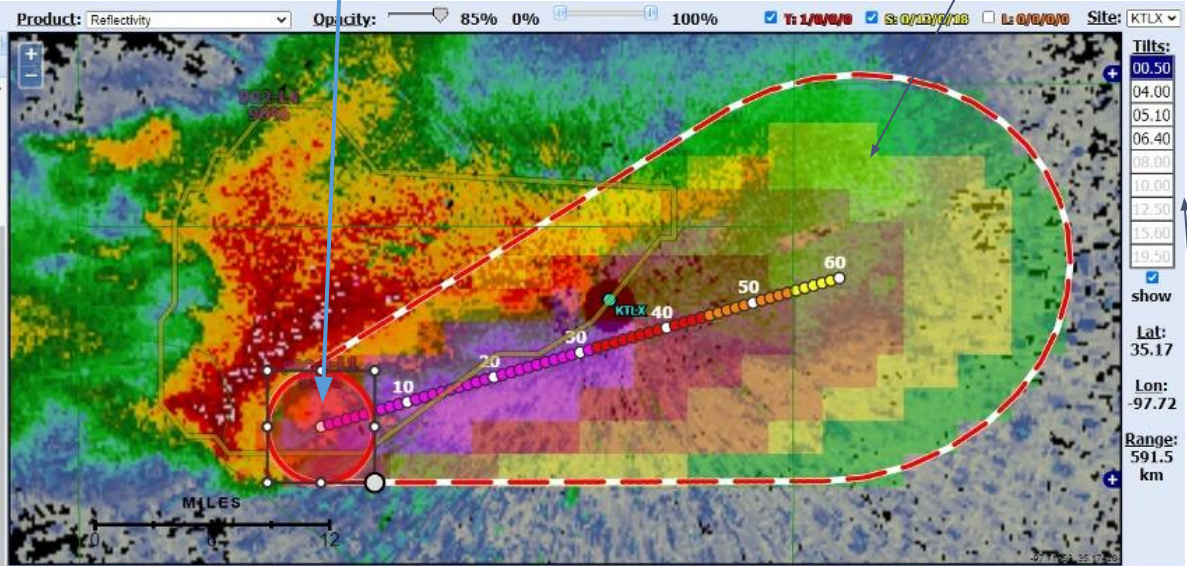 Product: Reflectivity Opacity: 85% 0% 100% T: 1/0/0/0 S: 0/13/0/18 L: 0/0/0/0 Site: KTLX
+
−
Tilts:
00.50
04.00
05.10
06.40
08.00
10.00
12.50
15.60
19.50
show
Lat:
35.17
Lon:
-97.72
Range:
591.5
km
60
50
40
30
20
10
KTLX
MILES
0 6 12